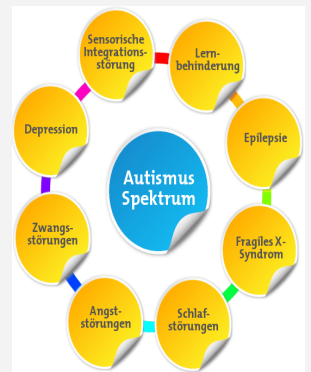 Sensorische
Integrations-
störung
Lern-
behinderung
Epilepsie
Fragiles X-
Syndrom
Schlaf-
störungen
Angst-
störungen
Zwangs-
störungen
Depression
Autismus
Spektrum